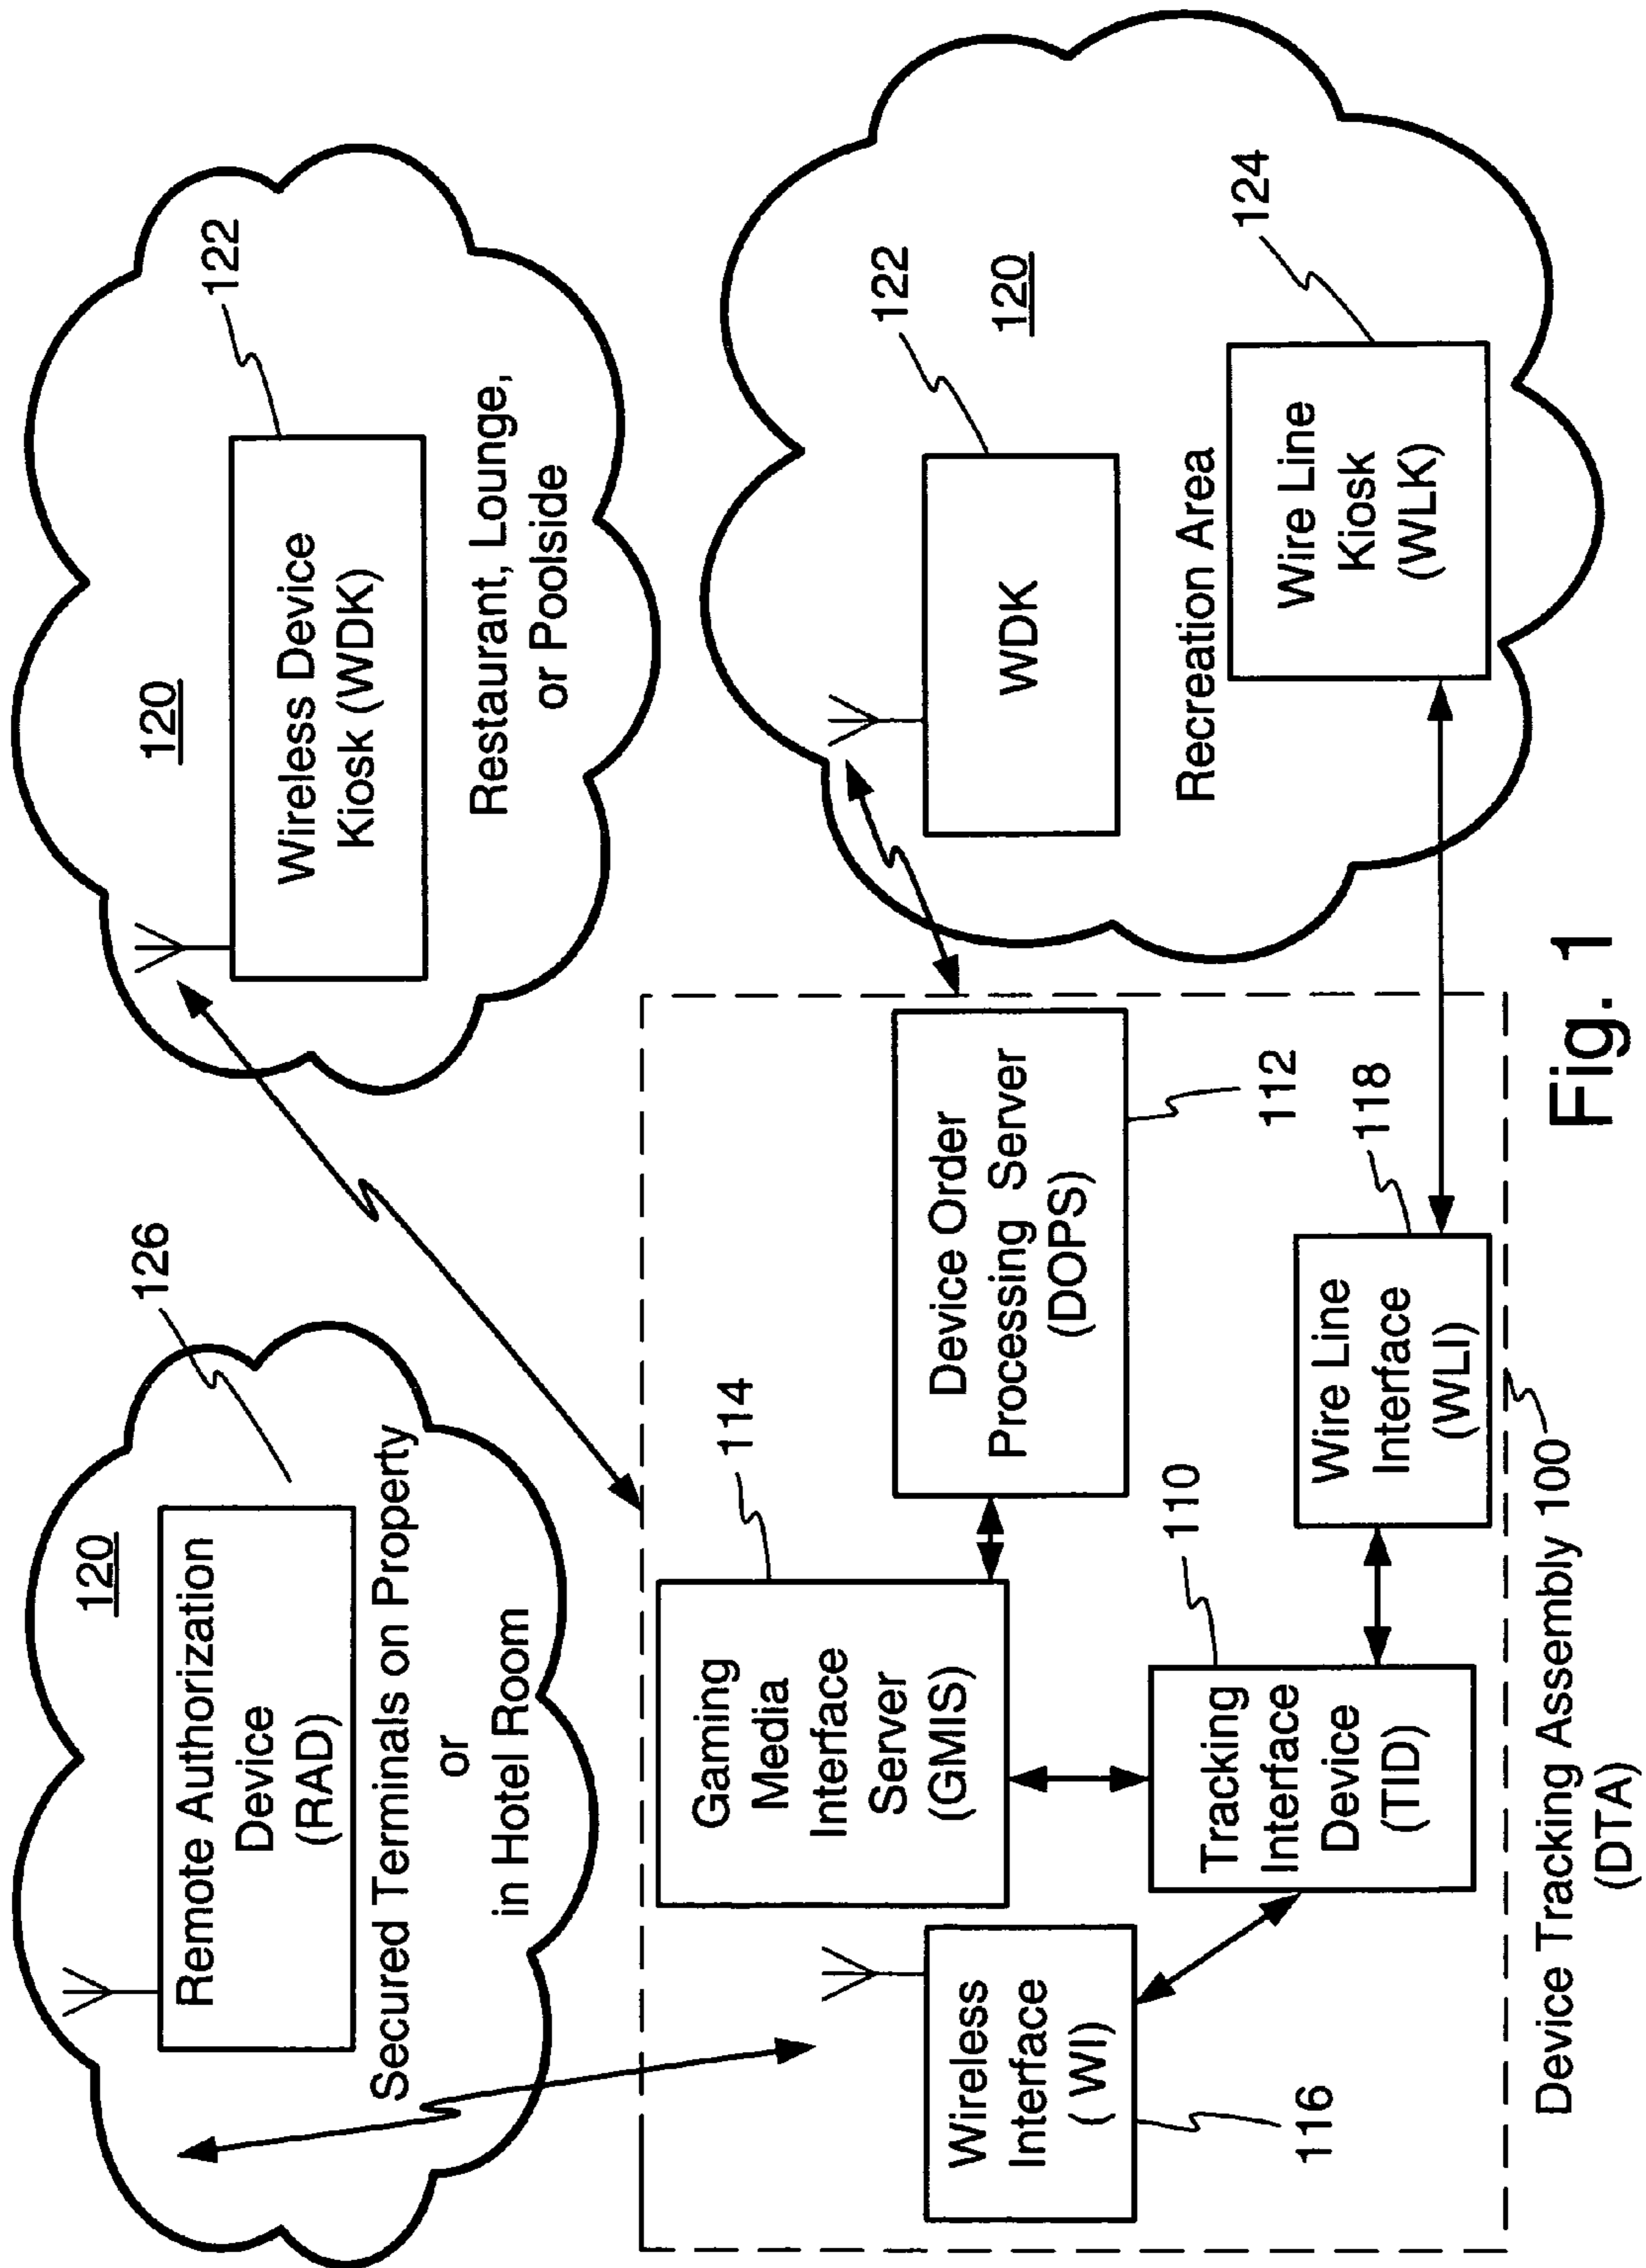 120
126
Remote Authorization
Device
(RAD)
Secured Terminals on Property
or
in Hotel Room
120
122
Wireless Device
Kiosk (WDK)
Restaurant, Lounge,
or Poolside
122
120
WDK
Recreation Area
124
Wire Line
Kiosk
(WLK)
114
Gaming
Media
Interface
Server
(GMIS)
Device Order
Processing Server
(DOPS)
112
Wireless
Interface
( WI)
116
110
Tracking
Interface
Device
(TID)
118
Wire Line
Interface
(WLI)
Device Tracking Assembly 100
(DTA)
Fig. 1